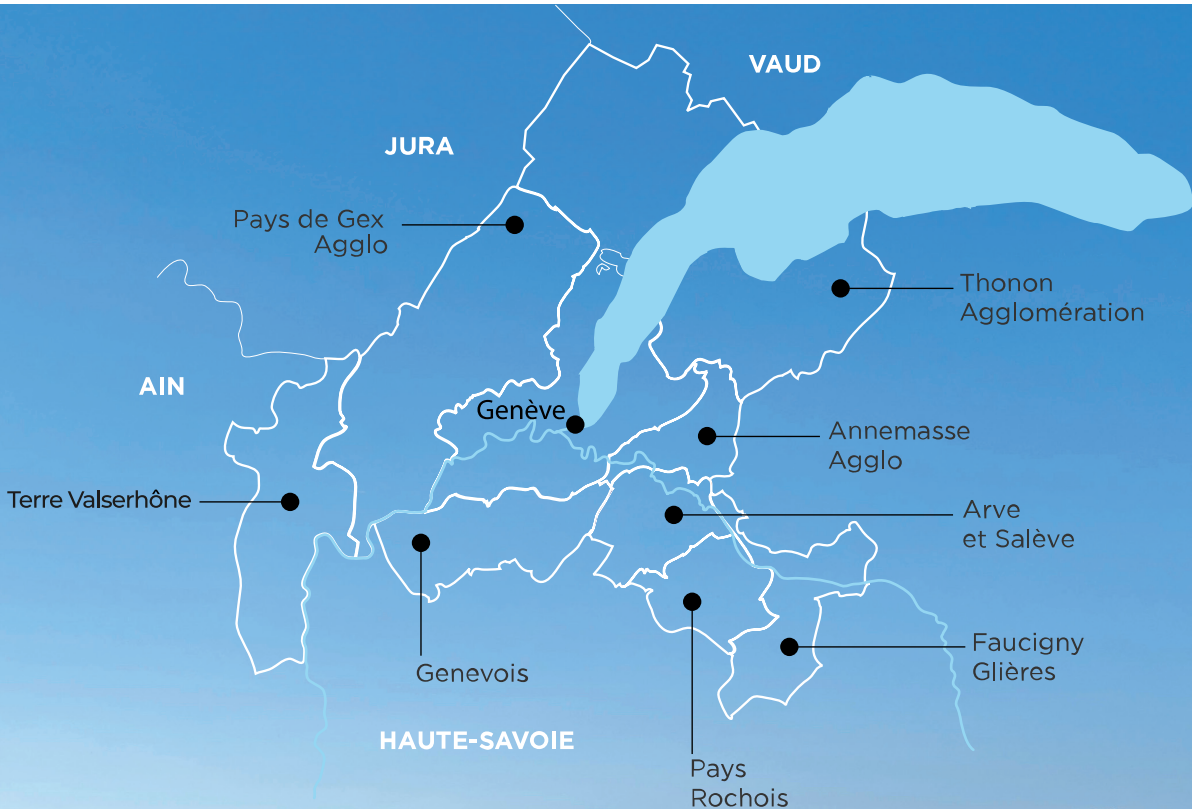 VAUD
JURA
Pays de Gex
Agglo
Thonon
Agglomération
AIN
Genève
Annemasse
Agglo
Terre Valserhône
Arve
et Salève
Genevois
Faucigny
Glières
HAUTE-SAVOIE
Pays
Rochois